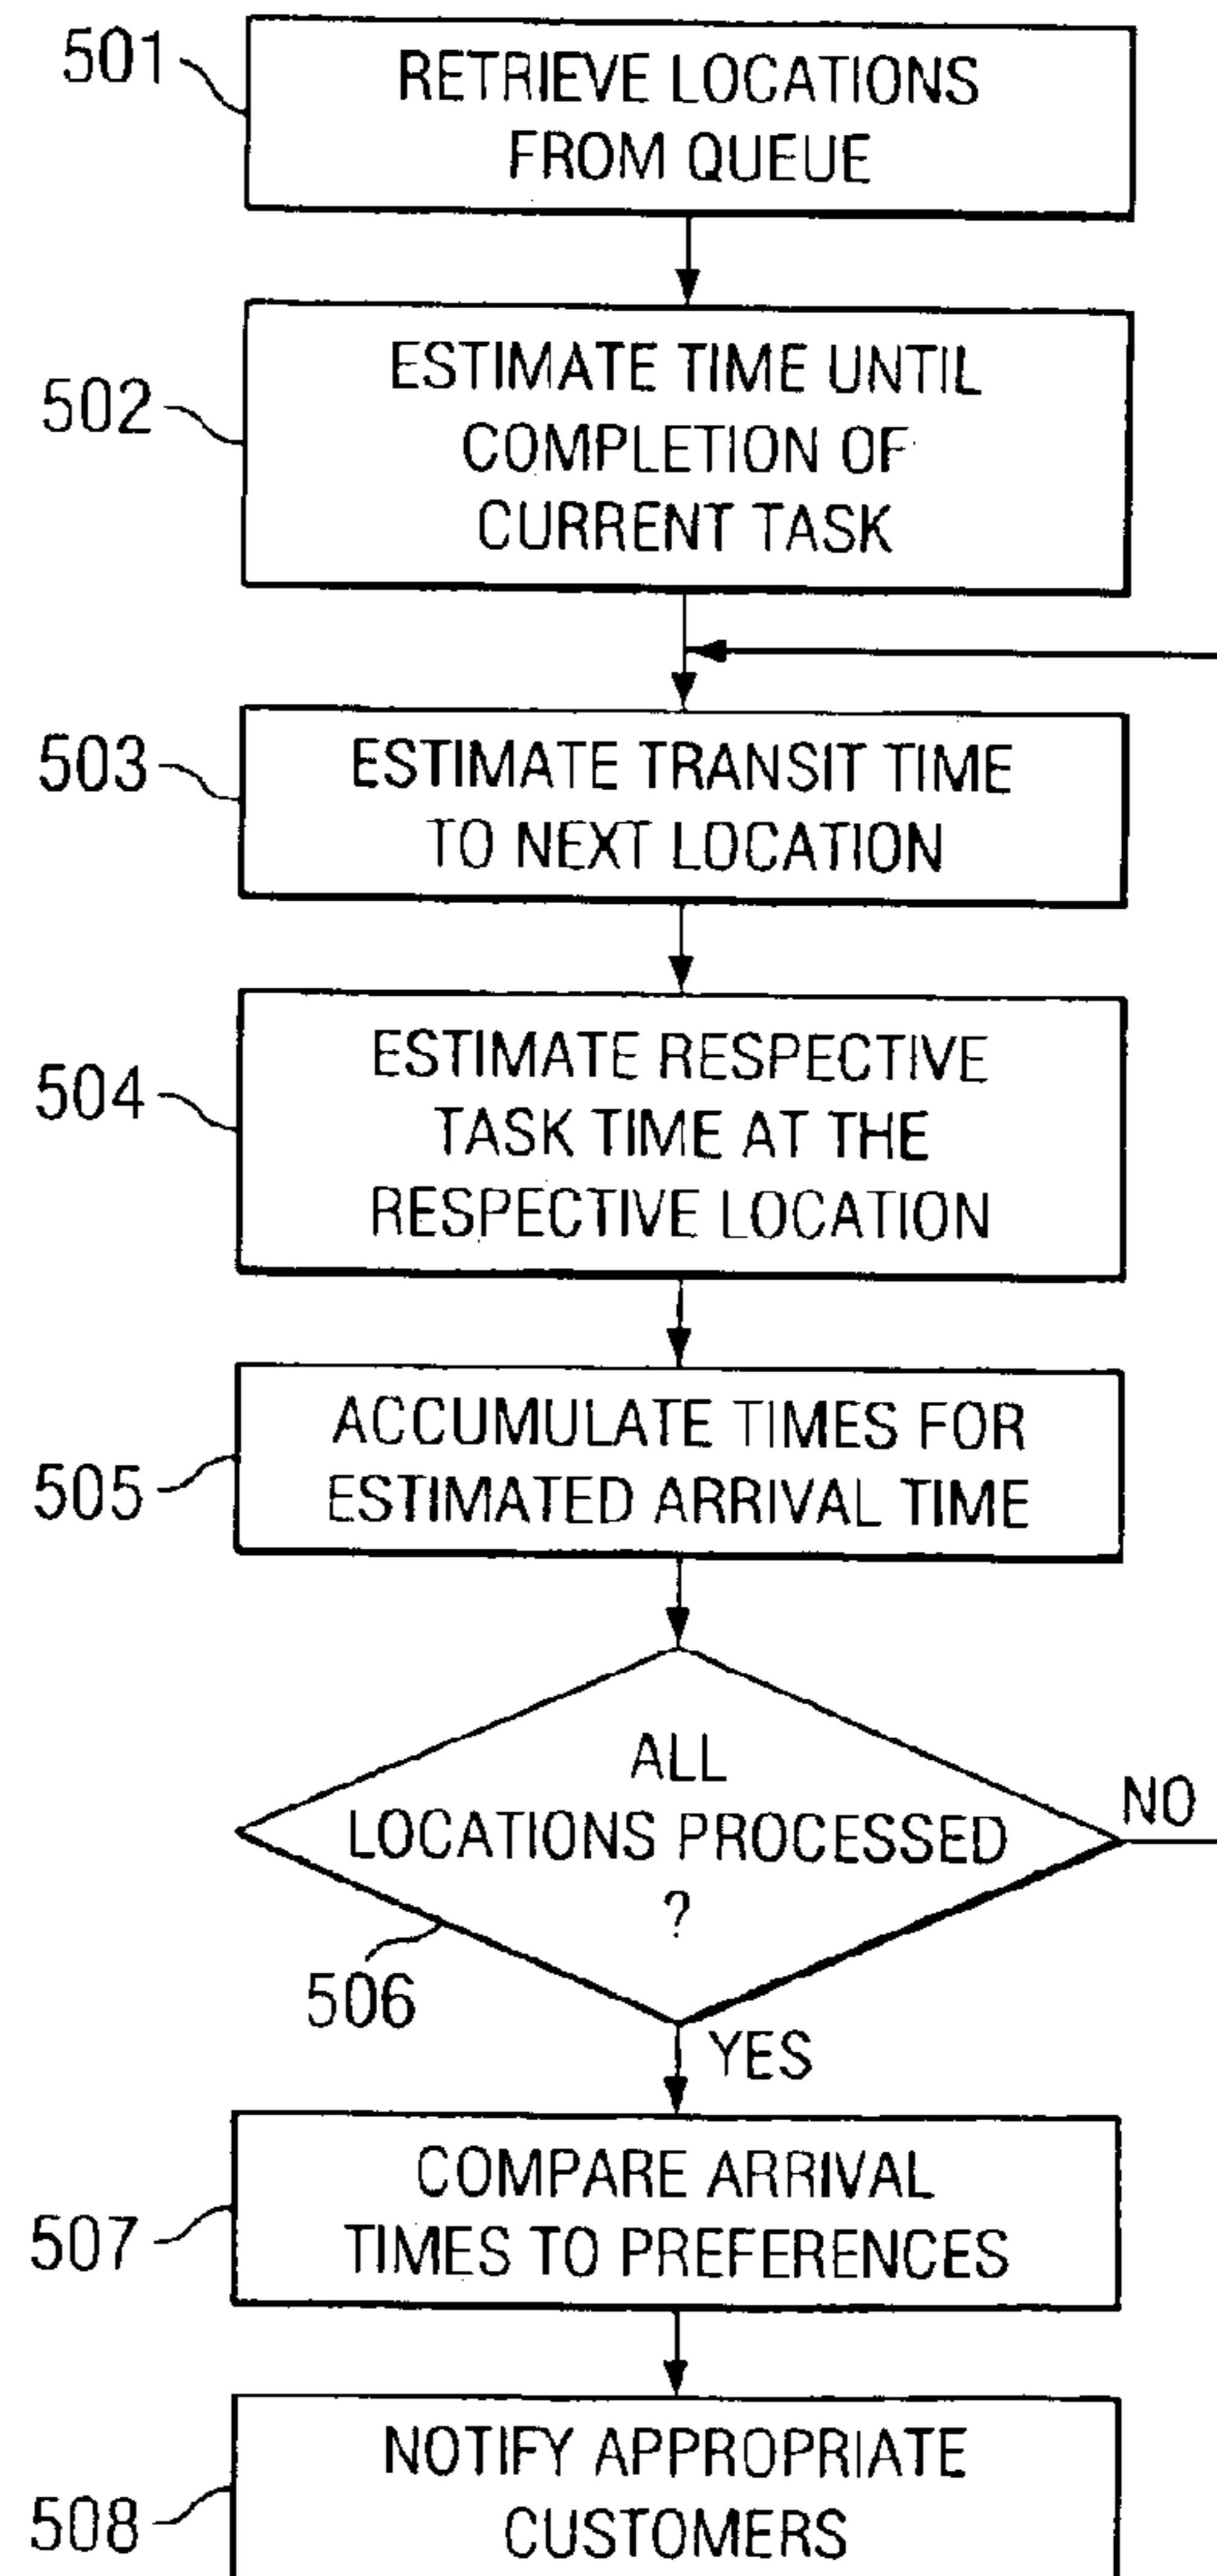 501
RETRIEVE LOCATIONS
FROM QUEUE
502
ESTIMATE TIME UNTIL
COMPLETION OF
CURRENT TASK
503
ESTIMATE TRANSIT TIME
TO NEXT LOCATION
504
ESTIMATE RESPECTIVE
TASK TIME AT THE
RESPECTIVE LOCATION
505
ACCUMULATE TIMES FOR
ESTIMATED ARRIVAL TIME
ALL
LOCATIONS PROCESSED
?
NO
506
YES
507
COMPARE ARRIVAL
TIMES TO PREFERENCES
508
NOTIFY APPROPRIATE
CUSTOMERS